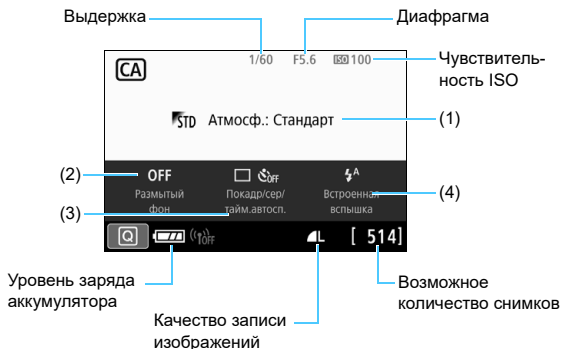 Выдержка
Диафрагма
CA
1/60 F5.6 ISO 100
Чувствитель-
ность ISO
STD Атмосф.: Стандарт
(1)
(2)
OFF
OFF
A
Размытый
фон
Покадр/сер/
тайм.автосп.
Встроенная
вспышка
(3)
(4)
Q
OFF
L
[ 514]
Уровень заряда
аккумулятора
Качество записи
изображений
Возможное
количество снимков